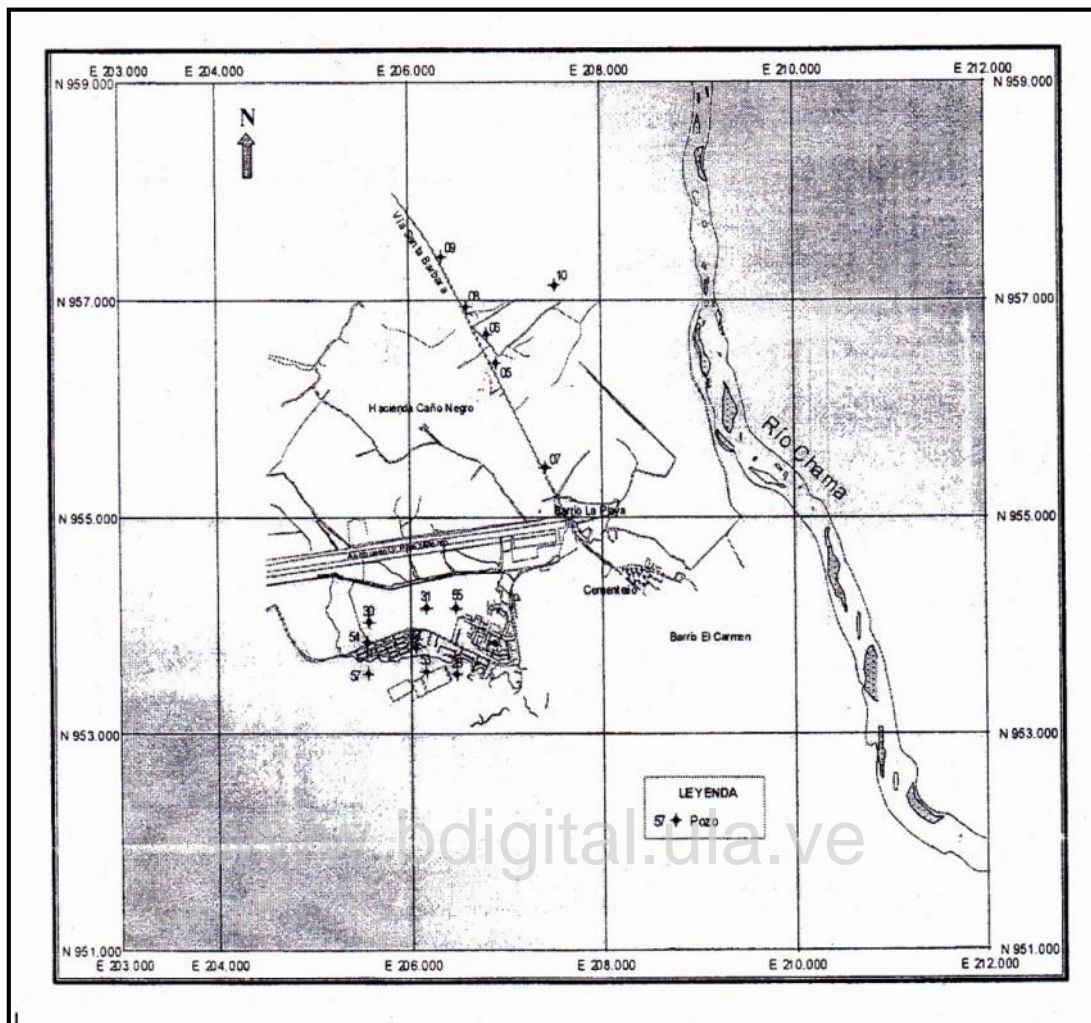 E 203.000 E 204.000 E 206.000 E 208.000 E 210.000 E 212.000
N 959.000 N 959.000
N
Vía Santa Barbara
09
10
08
N 957.000 N 957.000
06
05
Hacienda Caño Negro
Río Chama
07
Barrio La Playa
N 955.000 N 955.000
Cementerio
30
31
55
54
Barrio El Carmen
57
N 953.000 N 953.000
LEYENDA
57 Pozo
www.bdigital.ula.ve
N 951.000 N 951.000
E 203.000 E 204.000 E 206.000 E 208.000 E 210.000 E 212.000